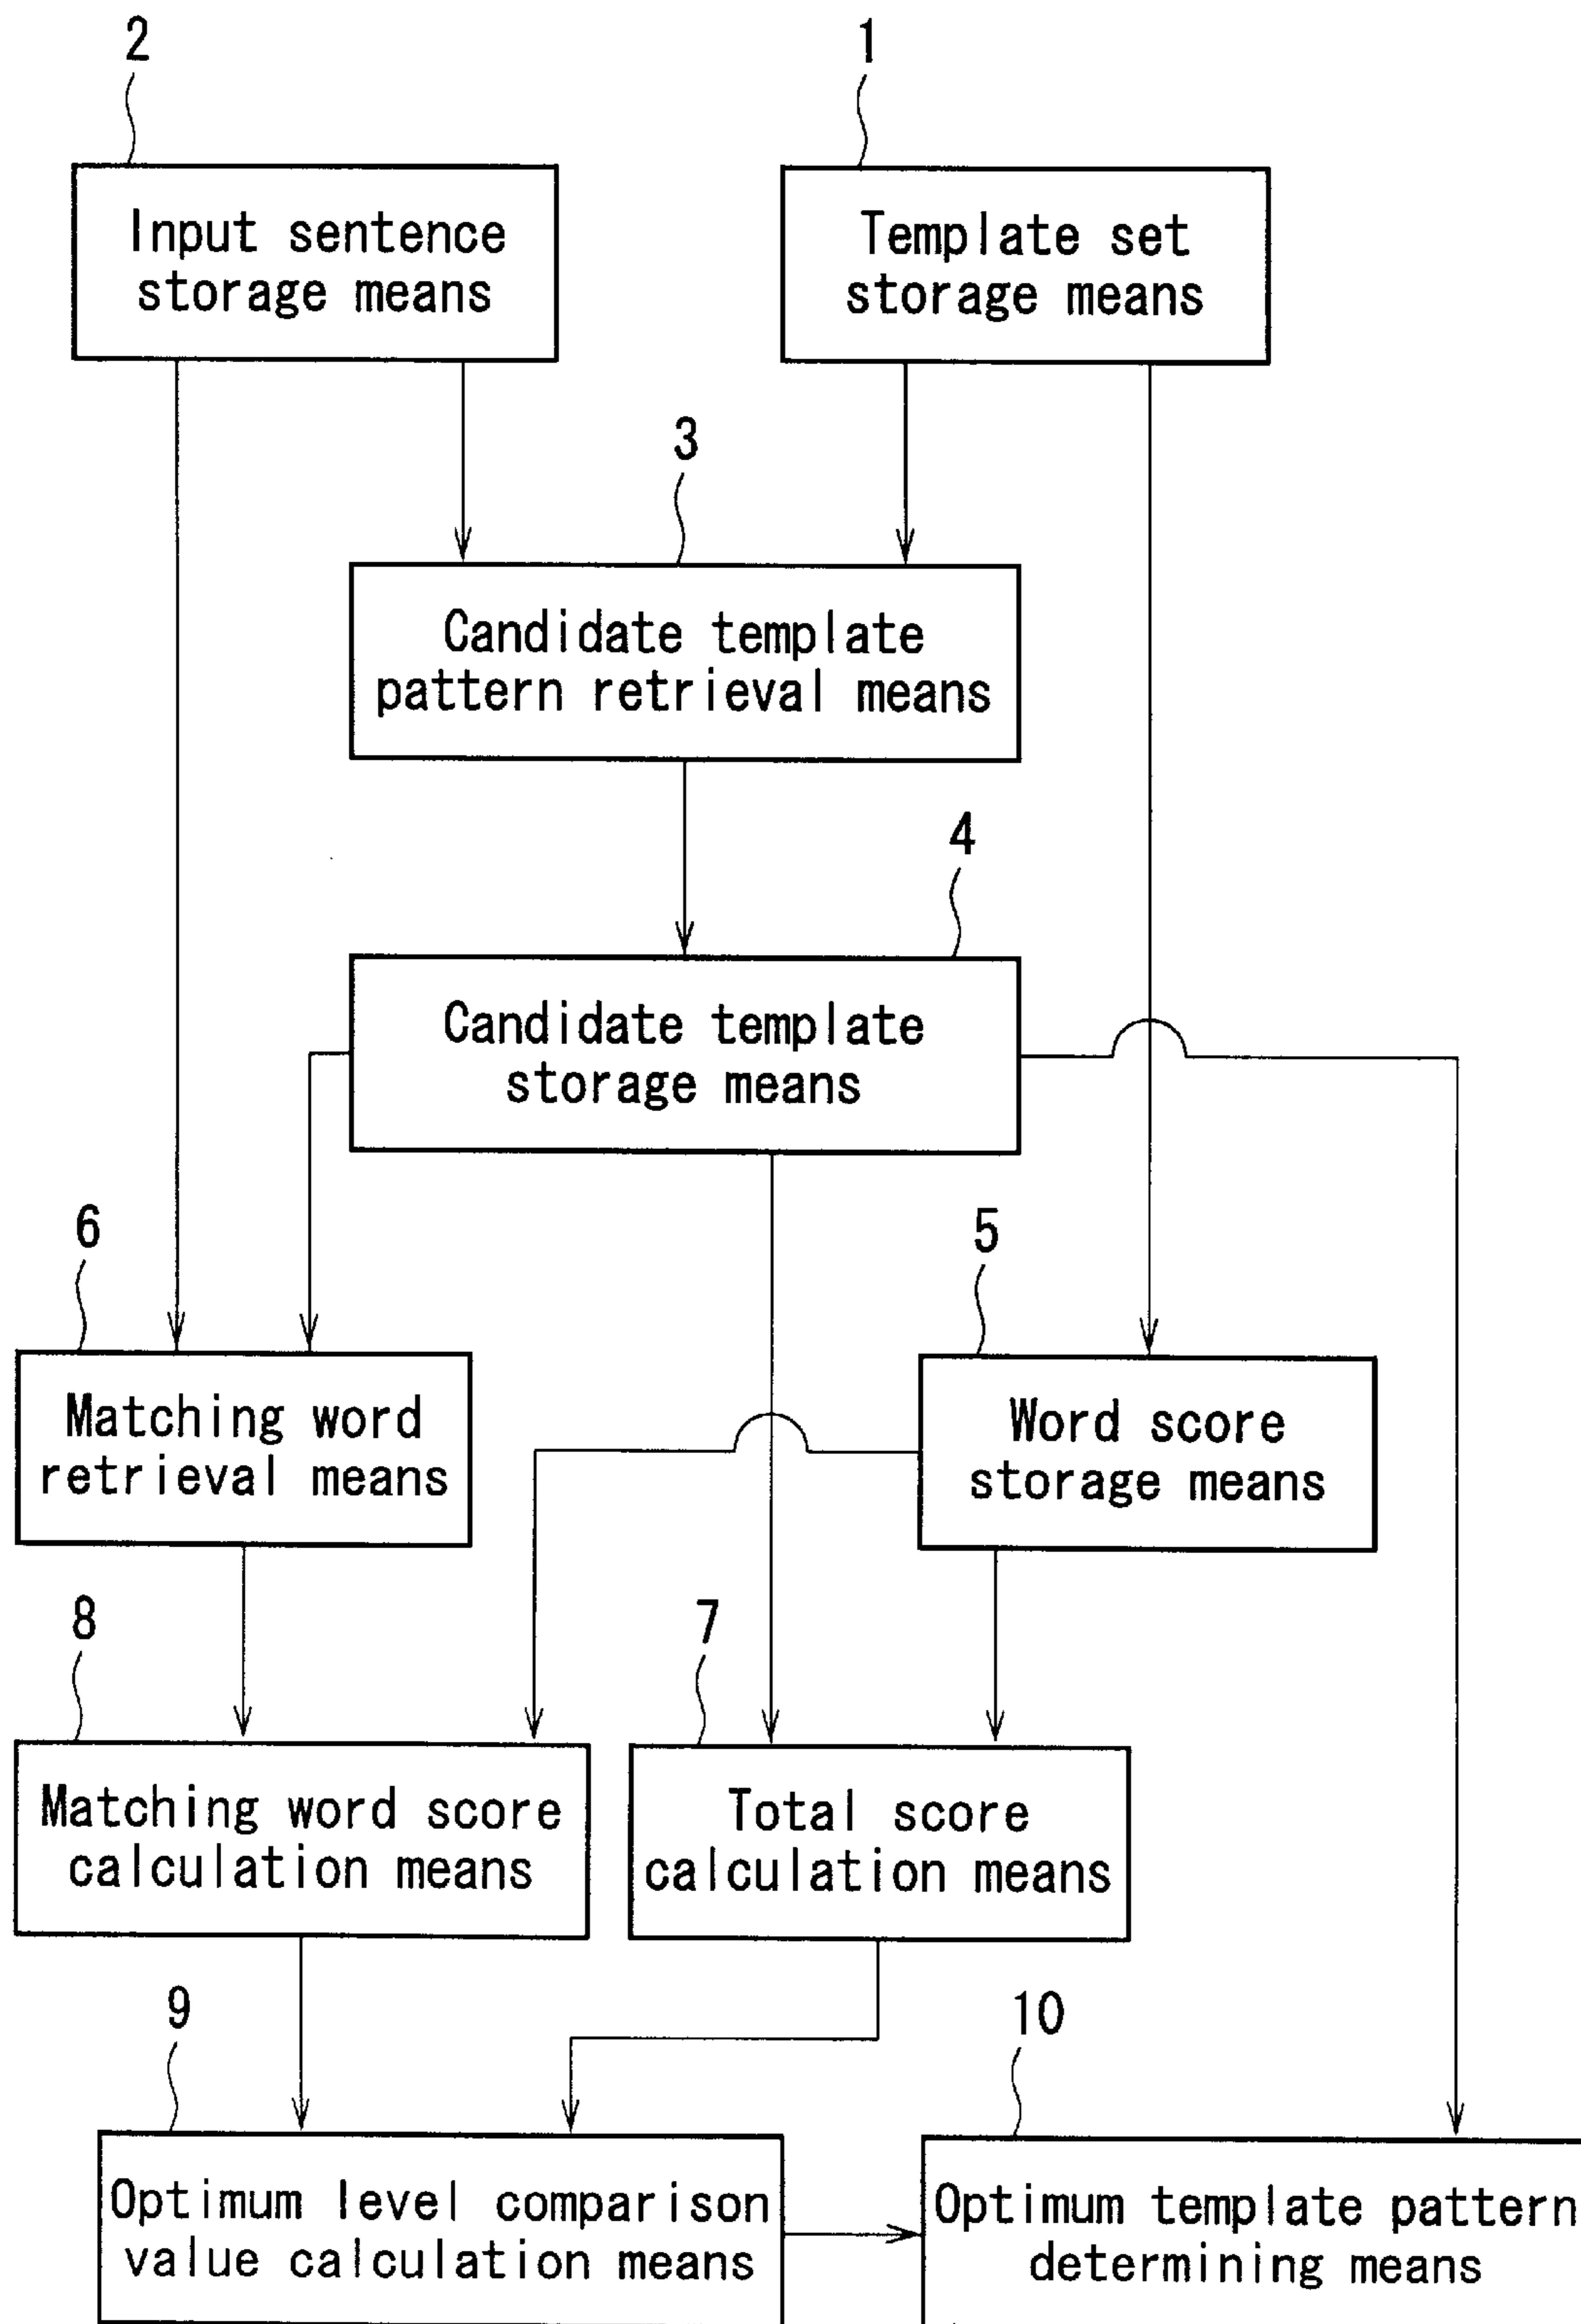 2
1
Input sentence
storage means
Template set
storage means
3
Candidate template
pattern retrieval means
4
Candidate template
storage means
6
5
Matching word
retrieval means
Word score
storage means
8
7
Matching word score
calculation means
Total score
calculation means
9
10
Optimum level comparison
value calculation means
Optimum template pattern
determining means